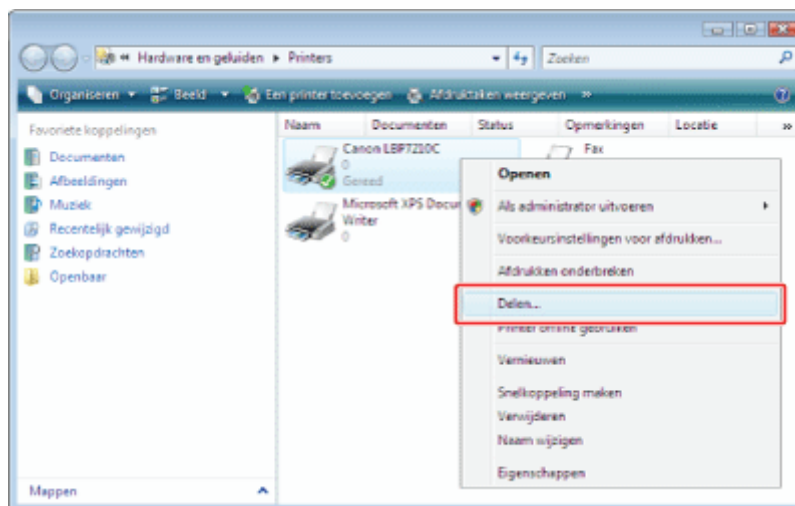 Hardware en geluiden Printers
Zoeken
Organiseren Beeld Een printer toevoegen Afdruktaken weergeven »
Favoriete koppelingen
Documenten
Afbeeldingen
Muziek
Recentelijk gewijzigd
Zoekopdrachten
Openbaar
Mappen
Naam Documenten Status Opmerkingen Locatie »
Canon LBP7210C
0
Gereed
Microsoft XPS Docu
Writer
0
Fax
Openen
Als administrator uitvoeren
Voorkeursinstellingen voor afdrukken...
Afdrukken onderbreken
Delen...
Printer offline gebruiken
Vernieuwen
Snelkoppeling maken
Verwijderen
Naam wijzigen
Eigenschappen